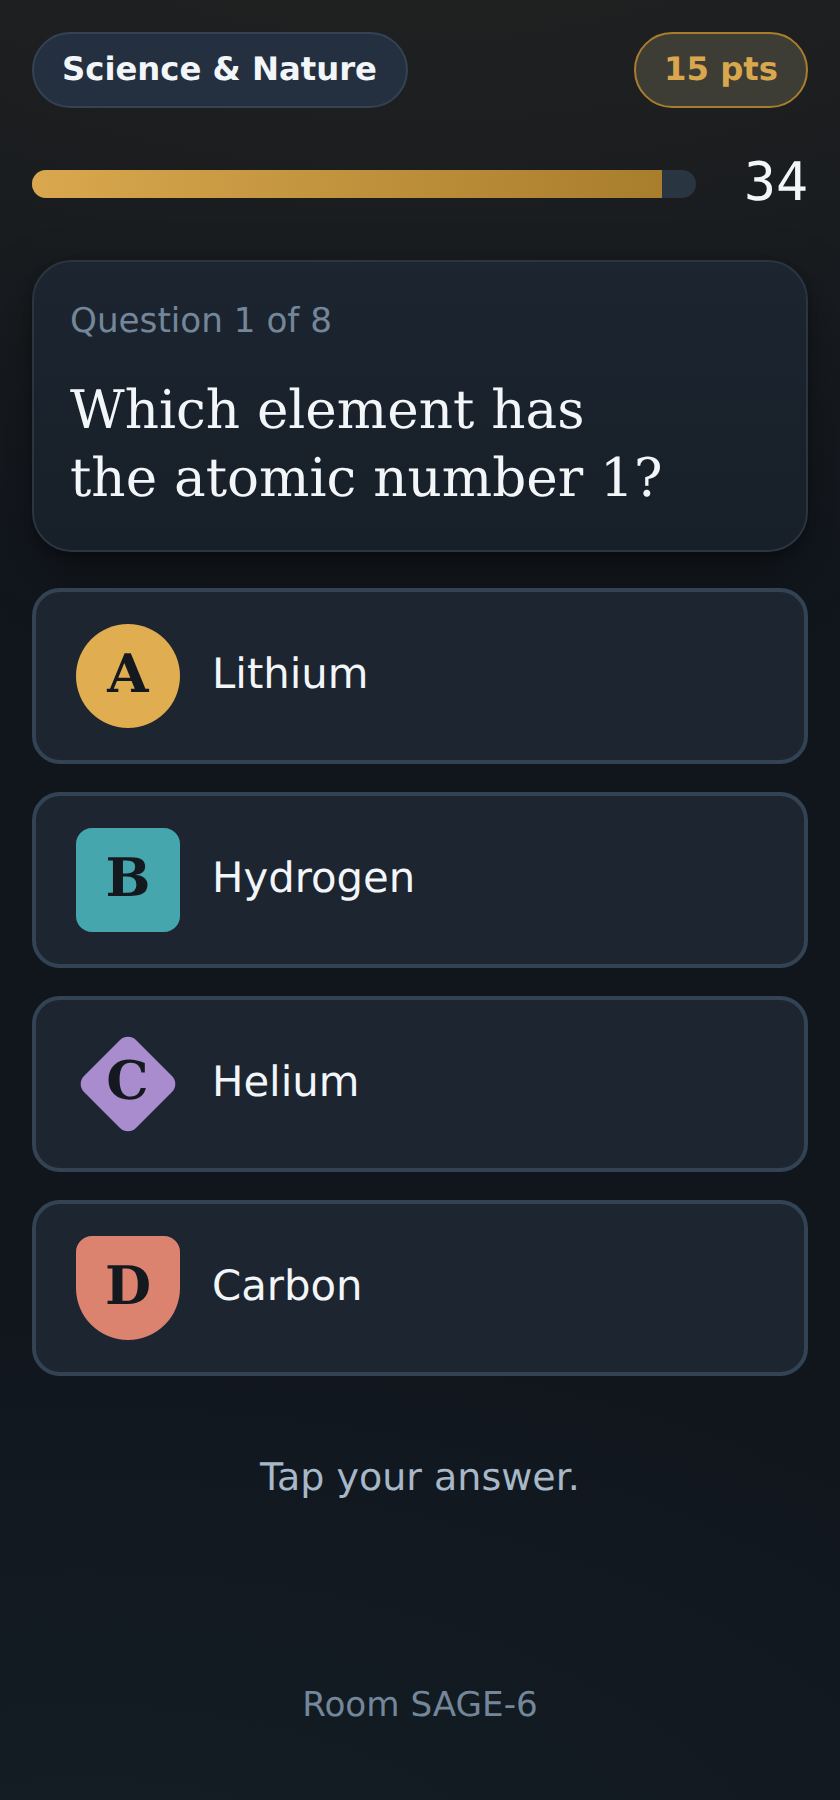 Science & Nature
15 pts
34
Question 1 of 8
Which element has
the atomic number 1?
A
Lithium
B
Hydrogen
C
Helium
D
Carbon
Tap your answer.
Room SAGE-6